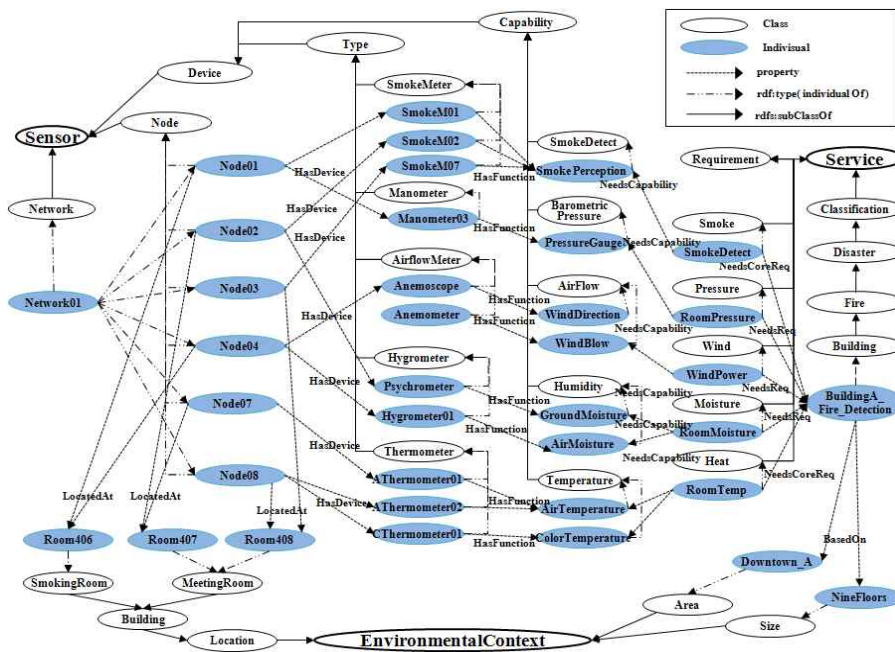 Capability
Class
Indivisual
property
rdf:type( individual Of)
rdfs:subClassOf
Type
Device
SmokeMeter
SmokeM01
SmokeM02
SmokeM07
Sensor
Node
Node01
Node02
Node03
Node04
Node07
Node08
Network
Network01
HasDevice
HasDevice
HasDevice
HasDevice
HasDevice
HasDevice
Manometer
Manometer03
AirflowMeter
Anemoscope
Anemometer
Hygrometer
Psychrometer
Hygrometer01
Thermometer
AThermometer01
AThermometer02
CThermometer01
HasFunction
HasFunction
HasFunction
HasFunction
HasFunction
HasFunction
HasFunction
HasFunction
SmokeDetect
SmokePerception
Barometric
Pressure
PressureGauge
AirFlow
WindDirection
WindBlow
Humidity
GroundMoisture
AirMoisture
Temperature
AirTemperature
ColorTemperature
NeedsCapability
NeedsCapability
NeedsCapability
NeedsCapability
NeedsCapability
NeedsCapability
Requirement
Service
Smoke
SmokeDetect
NeedsCoreReq
Pressure
RoomPressure
NeedsReq
Wind
WindPower
NeedsReq
Moisture
RoomMoisture
NeedsReq
Heat
RoomTemp
NeedsCoreReq
Classification
Disaster
Fire
Building
BuildingA_
Fire_Detection
BasedOn
Downtown_A
NineFloors
Area
Size
LocatedAt
LocatedAt
LocatedAt
Room406
Room407
Room408
SmokingRoom
MeetingRoom
Building
Location
EnvironmentalContext